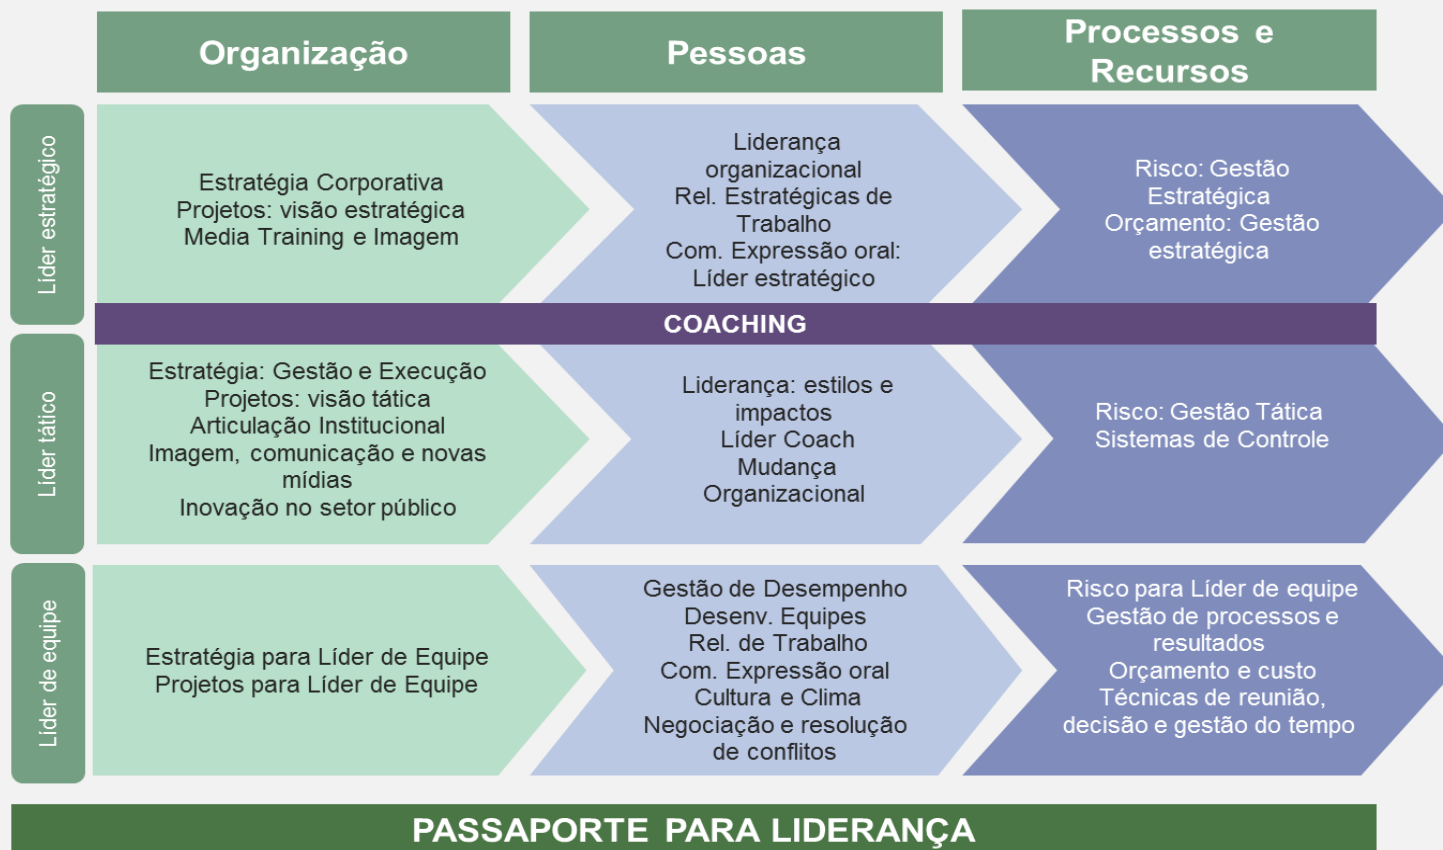 Organização
Pessoas
Processos e
Recursos
Líder estratégico
Estratégia Corporativa
Projetos: visão estratégica
Media Training e Imagem
Liderança
organizacional
Rel. Estratégicas de
Trabalho
Com. Expressão oral:
Líder estratégico
Risco: Gestão
Estratégica
Orçamento: Gestão
estratégica
COACHING
Líder tático
Estratégia: Gestão e Execução
Projetos: visão tática
Articulação Institucional
Imagem, comunicação e novas
mídias
Inovação no setor público
Liderança: estilos e
impactos
Líder Coach
Mudança
Organizacional
Risco: Gestão Tática
Sistemas de Controle
Líder de equipe
Estratégia para Líder de Equipe
Projetos para Líder de Equipe
Gestão de Desempenho
Desenv. Equipes
Rel. de Trabalho
Com. Expressão oral
Cultura e Clima
Negociação e resolução
de conflitos
Risco para Líder de equipe
Gestão de processos e
resultados
Orçamento e custo
Técnicas de reunião,
decisão e gestão do tempo
PASSAPORTE PARA LIDERANÇA